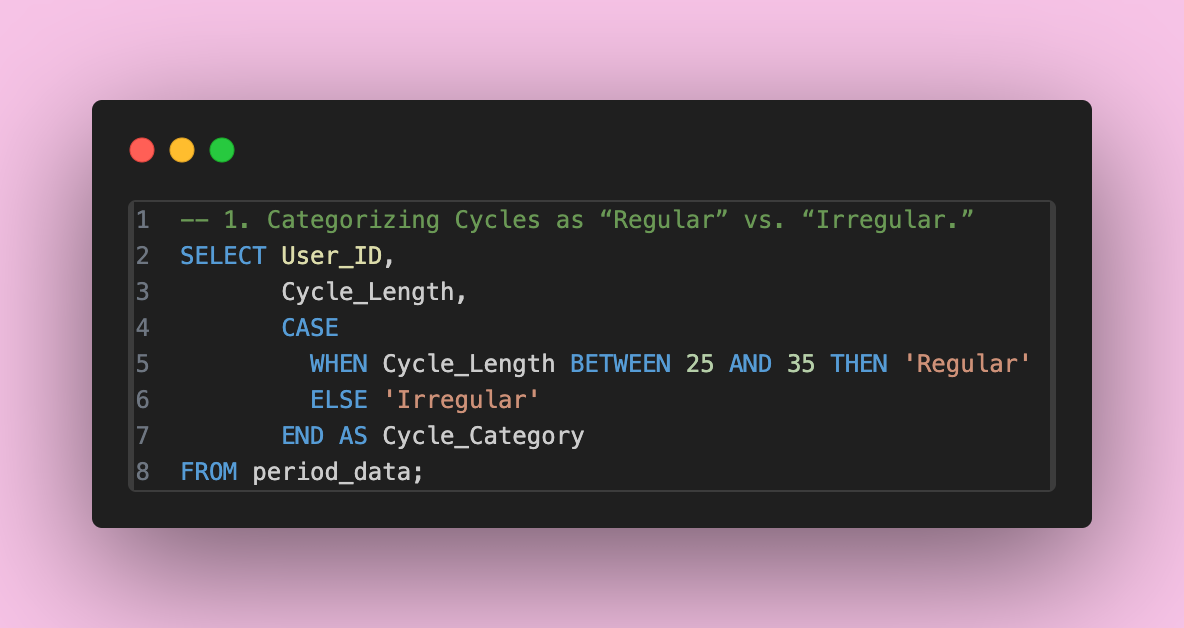 1 -- 1. Categorizing Cycles as “Regular” vs. “Irregular.”
2 SELECT User_ID,
3        Cycle_Length,
4        CASE
5          WHEN Cycle_Length BETWEEN 25 AND 35 THEN 'Regular'
6          ELSE 'Irregular'
7        END AS Cycle_Category
8 FROM period_data;